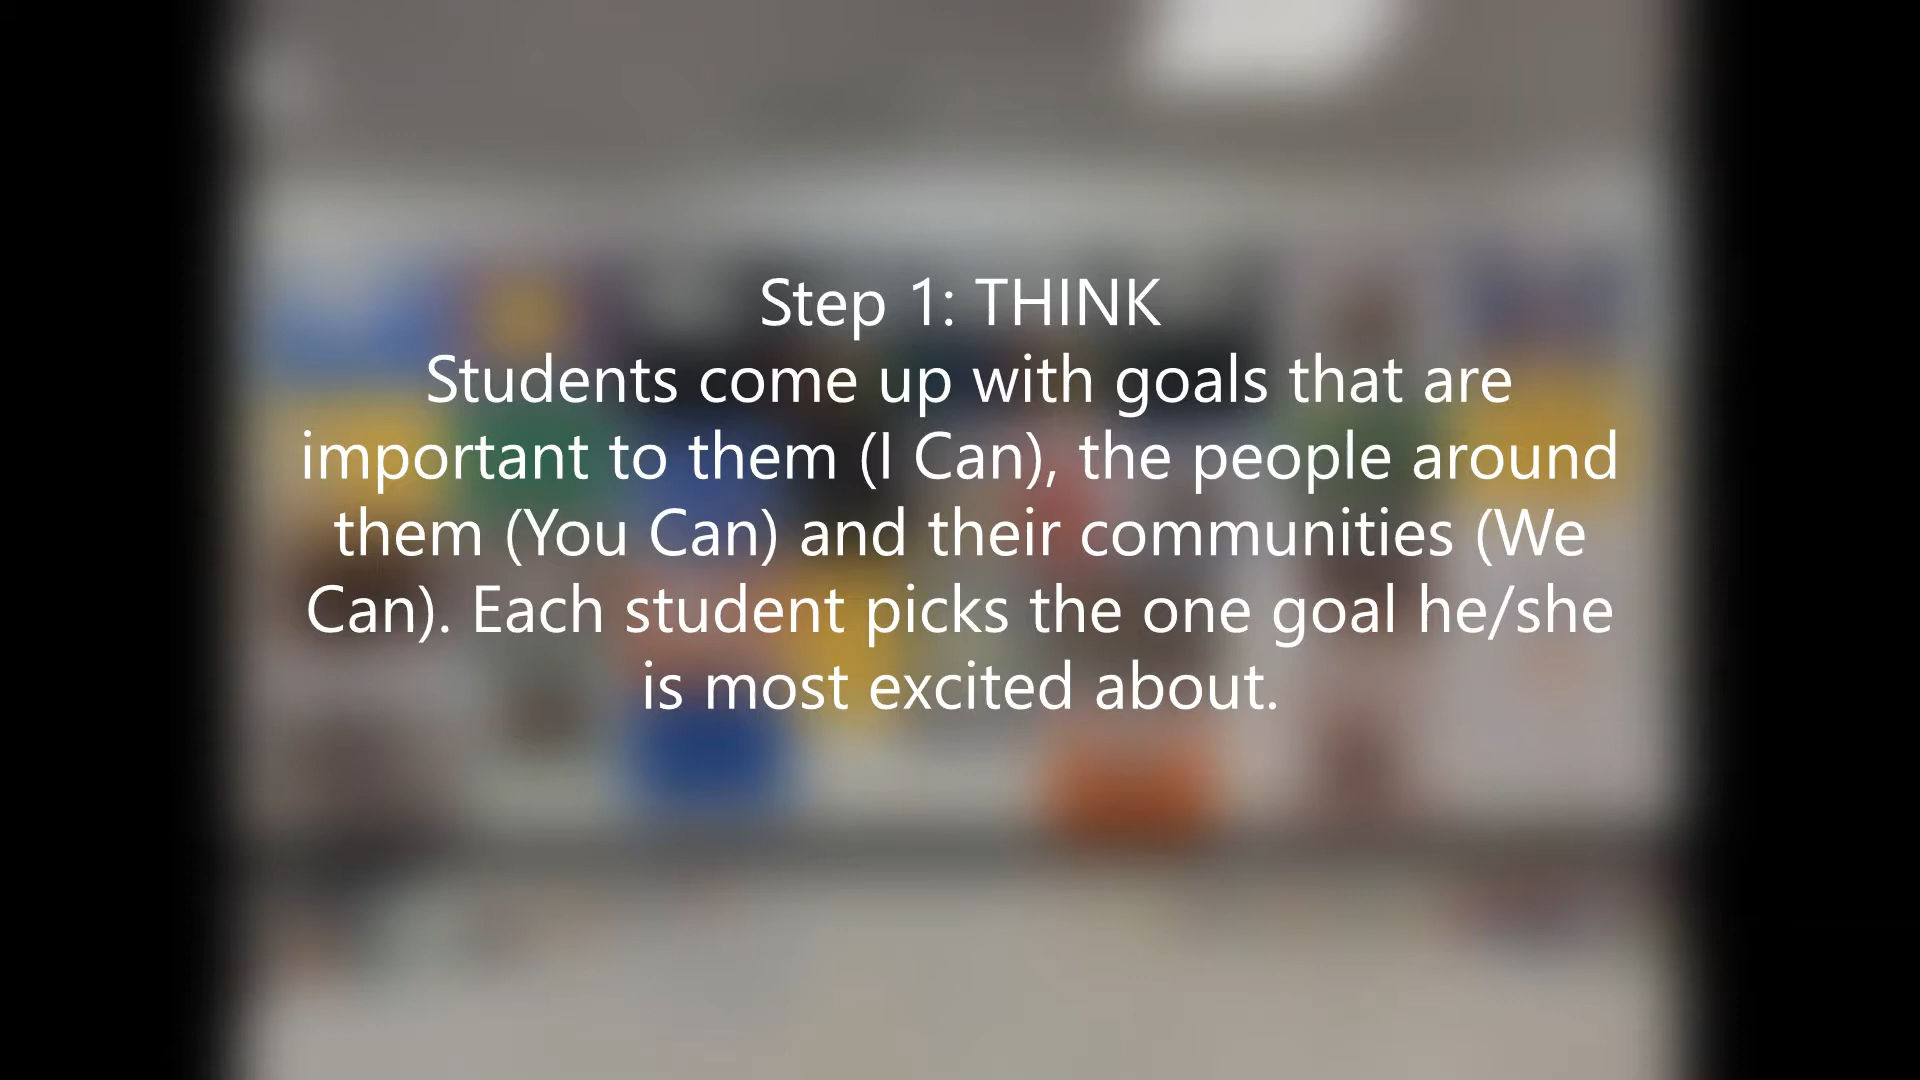 Step 1: THINK
Students come up with goals that are
important to them (I Can), the people around
them (You Can) and their communities (We
Can). Each student picks the one goal he/she
is most excited about.